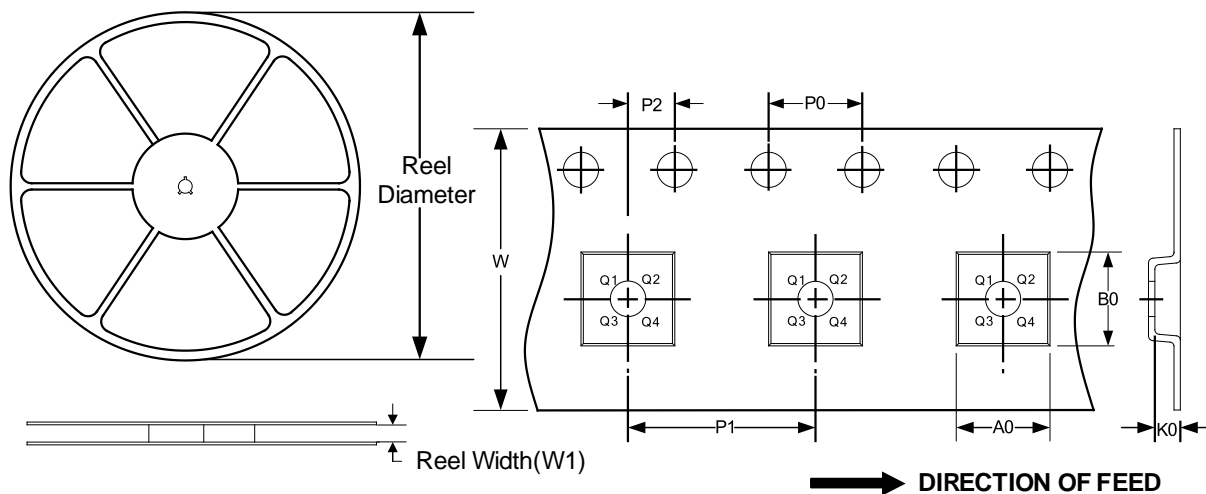 P2
P0
Reel
Diameter
W
Q1 Q2
Q3 Q4
Q1 Q2
Q3 Q4
Q1 Q2
Q3 Q4
B0
P1
A0
K0
Reel Width(W1)
DIRECTION OF FEED